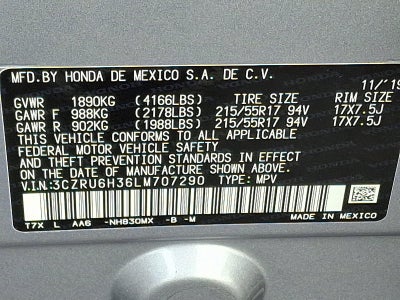 MFD. BY HONDA DE MEXICO S.A. DE C.V.
11/'19
GVWR 1890KG (4166LBS) TIRE SIZE RIM SIZE
GAWR F 988KG (2178LBS) 215/55R17 94V 17X7.5J
GAWR R 902KG (1988LBS) 215/55R17 94V 17X7.5J
THIS VEHICLE CONFORMS TO ALL APPLICABLE
FEDERAL MOTOR VEHICLE SAFETY AND THEFT
PREVENTION STANDARDS IN EFFECT ON THE DATE
OF MANUFACTURE SHOWN ABOVE.
V.I.N.: 3CZRU6H36LM707290 TYPE: MPV
T7X L AA6 -NH830MX -B -M MADE IN MEXICO